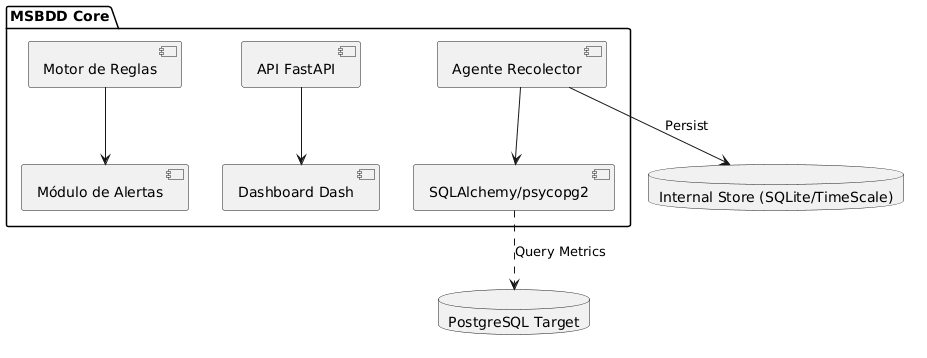 MSBDD Core
Motor de Reglas
API FastAPI
Agente Recolector
Persist
Módulo de Alertas
Dashboard Dash
SQLAlchemy/psycopg2
Internal Store (SQLite/TimeScale)
Query Metrics
PostgreSQL Target